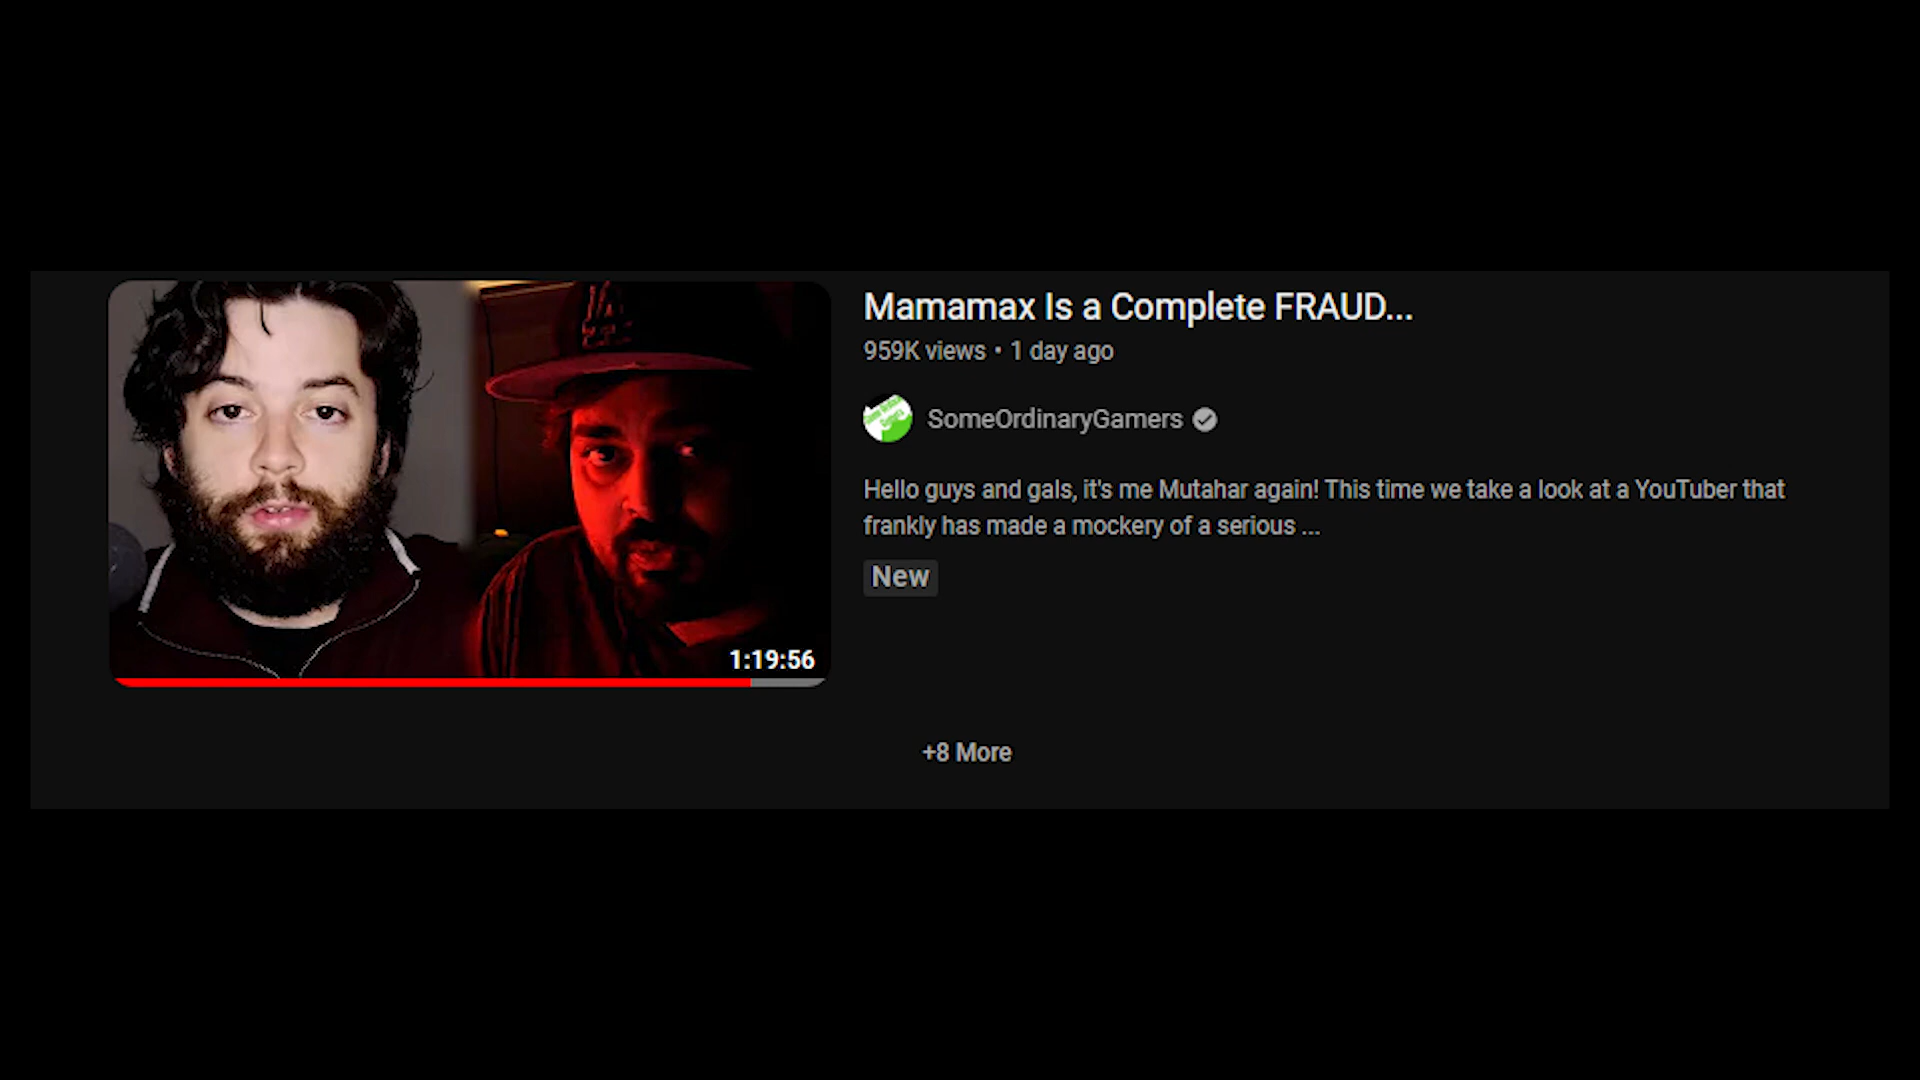 LA
1:19:56
Mamamax Is a Complete FRAUD...
959K views • 1 day ago
SomeOrdinaryGamers
Hello guys and gals, it's me Mutahar again! This time we take a look at a YouTuber that
frankly has made a mockery of a serious ...
New
+8 More